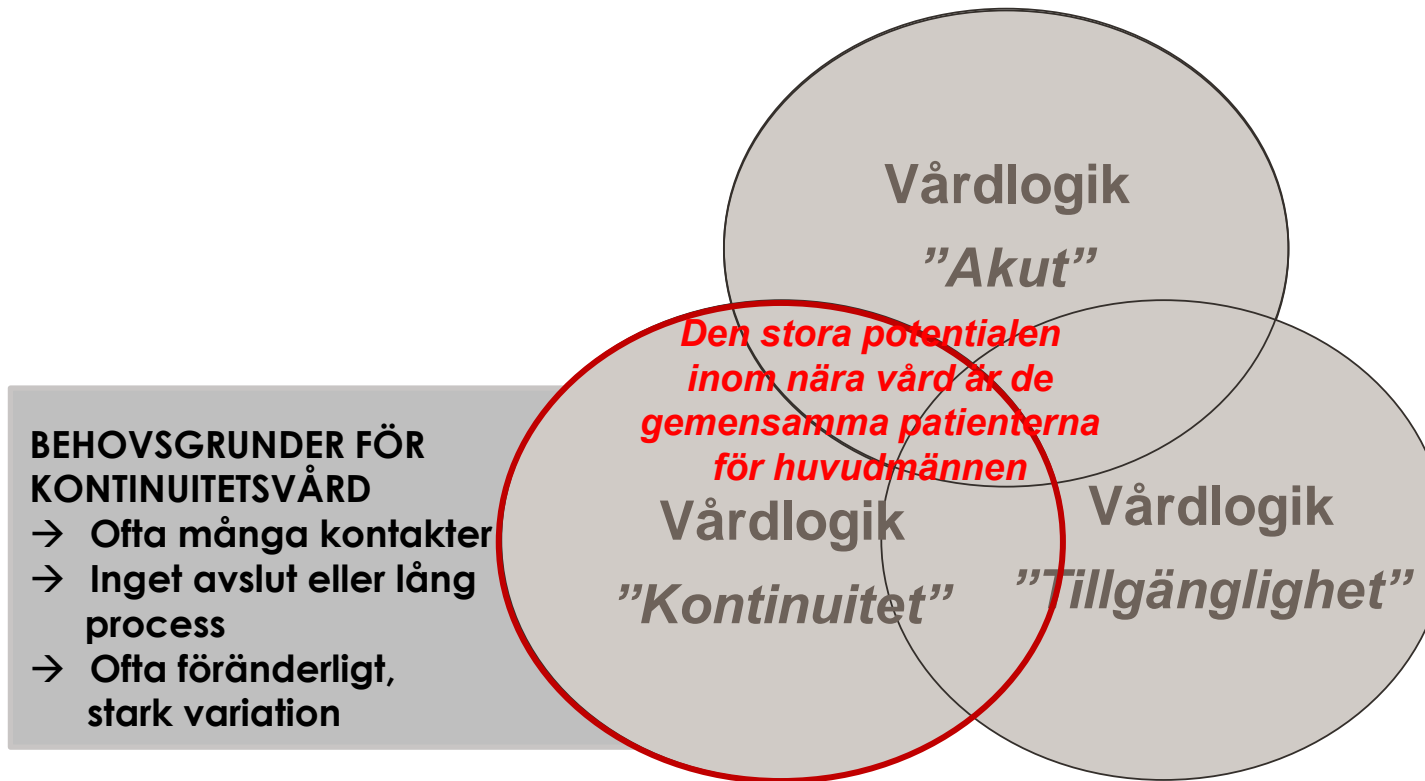 Vårdlogik
”Akut”
Den stora potentialen
inom nära vård är de
gemensamma patienterna
för huvudmännen
BEHOVSGRUNDER FÖR
KONTINUITETSVÅRD
→ Ofta många kontakter
→ Inget avslut eller lång
process
→ Ofta föränderligt,
stark variation
Vårdlogik
”Kontinuitet”
Vårdlogik
”Tillgänglighet”